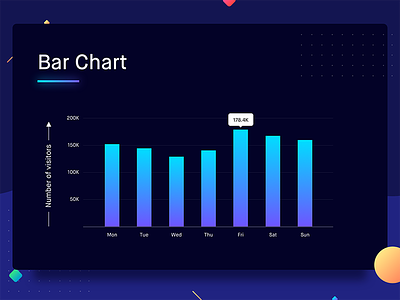 Bar Chart
Number of visitors
200K
150K
100K
50K
178.4K
Mon Tue Wed Thu Fri Sat Sun